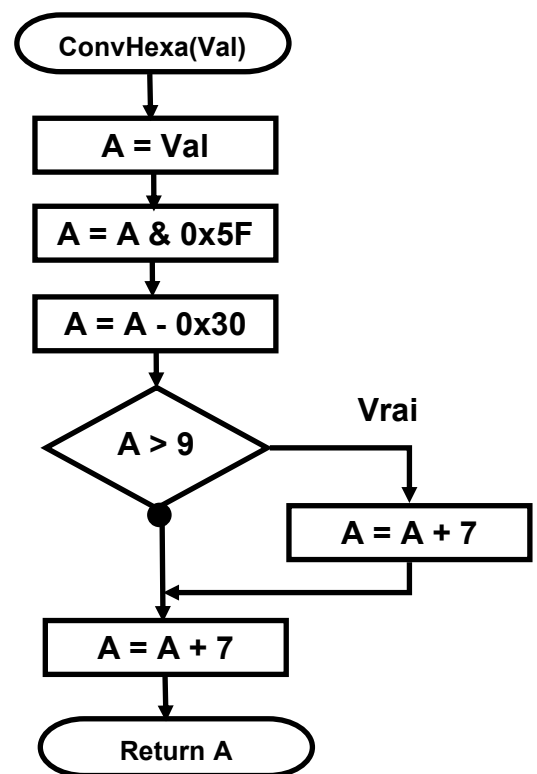 ConvHexa(Val)
A = Val
A = A & 0x5F
A = A - 0x30
A > 9
Vrai
A = A + 7
A = A + 7
Return A